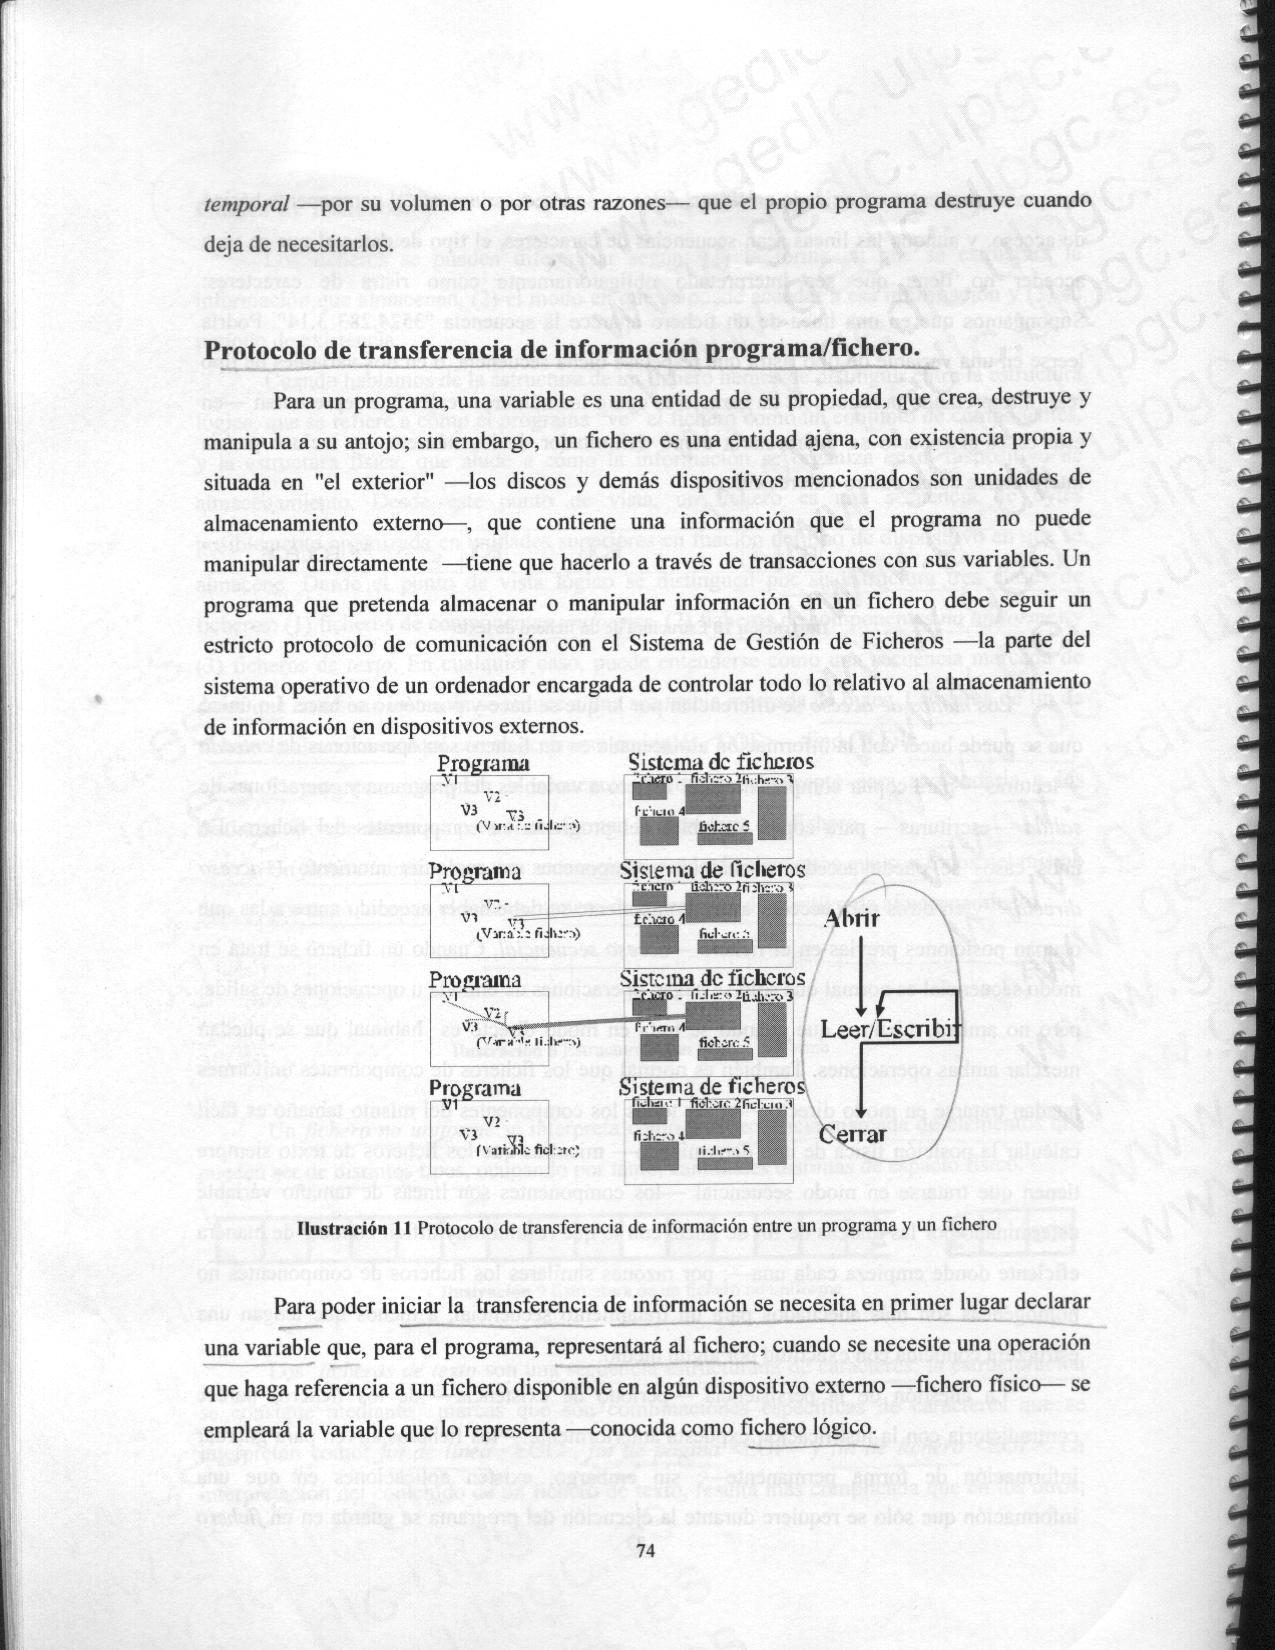 temporal —por su volumen o por otras razones— que el propio programa destruye cuando
deja de necesitarlos.
Protocolo de transferencia de información programa/fichero.
Para un programa, una variable es una entidad de su propiedad, que crea, destruye y
manipula a su antojo; sin embargo, un fichero es una entidad ajena, con existencia propia y
situada en "el exterior" —los discos y demás dispositivos mencionados son unidades de
almacenamiento externo—, que contiene una información que el programa no puede
manipular directamente —tiene que hacerlo a través de transacciones con sus variables. Un
programa que pretenda almacenar o manipular información en un fichero debe seguir un
estricto protocolo de comunicación con el Sistema de Gestión de Ficheros —la parte del
sistema operativo de un ordenador encargada de controlar todo lo relativo al almacenamiento
de información en dispositivos externos.
Programa
V1
V2
V3
V3
(Variable fichero)
Sistema de ficheros
fichero 2
fichero 3
fichero 4
fichero 5
Programa
V1
V2
V3
V3
(Variable fichero)
Sistema de ficheros
fichero 2
fichero 3
fichero 4
fichero 5
Programa
V1
V2
V3
V3
(Variable fichero)
Sistema de ficheros
fichero 2
fichero 3
fichero 4
fichero 5
Programa
V1
V2
V3
V3
(Variable fichero)
Sistema de ficheros
fichero 1
fichero 2
fichero 3
fichero 4
fichero 5
Abrir
Leer/Escribir
Cerrar
Ilustración 11 Protocolo de transferencia de información entre un programa y un fichero
Para poder iniciar la transferencia de información se necesita en primer lugar declarar
una variable que, para el programa, representará al fichero; cuando se necesite una operación
que haga referencia a un fichero disponible en algún dispositivo externo —fichero físico— se
empleará la variable que lo representa —conocida como fichero lógico.
74